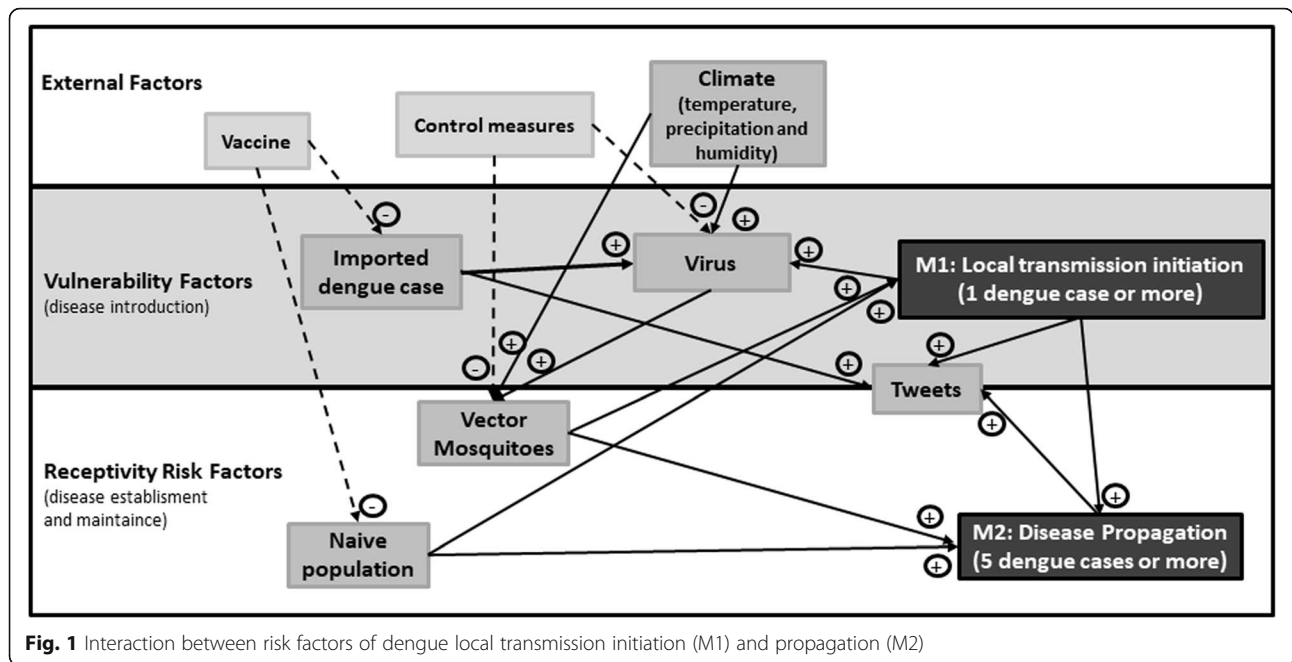 External Factors
Climate
(temperature,
precipitation and
humidity)
Control measures
Vaccine
-
-
+
Imported
dengue case
+
Virus
+
M1: Local transmission initiation
(1 dengue case or more)
Vulnerability Factors
(disease introduction)
+
+
-
+
+
+
+
Tweets
Vector
Mosquitoes
+
Receptivity Risk Factors
(disease establisment
and maintaince)
-
+
+
Naive
population
M2: Disease Propagation
(5 dengue cases or more)
+
Fig. 1 Interaction between risk factors of dengue local transmission initiation (M1) and propagation (M2)